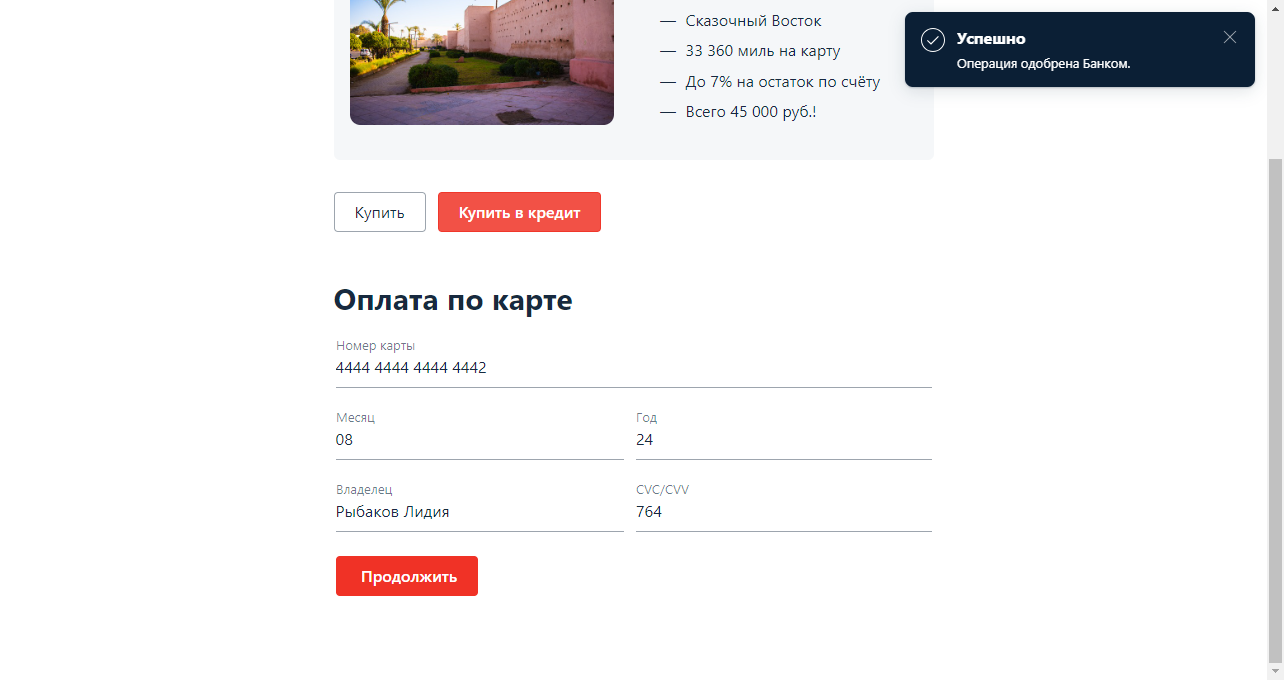 — Сказочный Восток
— 33 360 миль на карту
— До 7% на остаток по счёту
— Всего 45 000 руб.!
Успешно
Операция одобрена Банком.
Купить
Купить в кредит
Оплата по карте
Номер карты
4444 4444 4444 4442
Месяц
Год
08
24
Владелец
CVC/CVV
Рыбаков Лидия
764
Продолжить